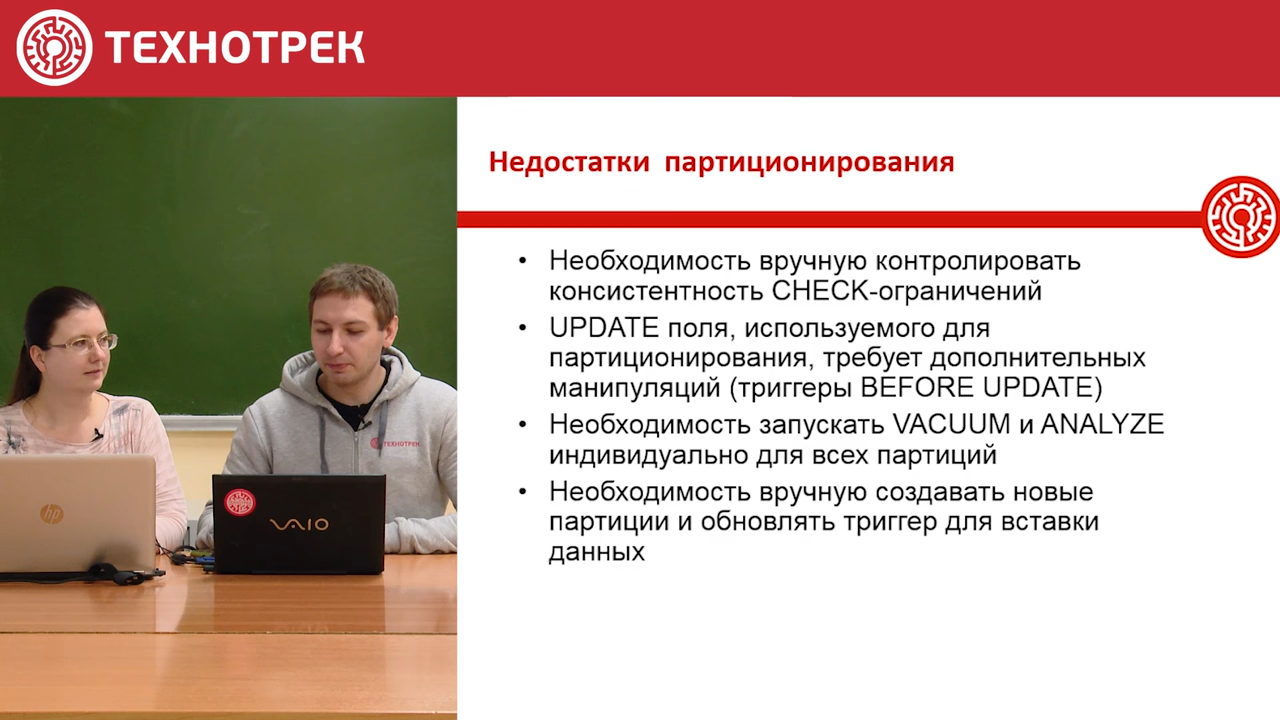 ТЕХНОТРЕК
Недостатки партиционирования
• Необходимость вручную контролировать
консистентность CHECK-ограничений
• UPDATE поля, используемого для
партиционирования, требует дополнительных
манипуляций (триггеры BEFORE UPDATE)
• Необходимость запускать VACUUM и ANALYZE
индивидуально для всех партиций
• Необходимость вручную создавать новые
партиции и обновлять триггер для вставки
данных
ТЕХНОТРЕК
hp
VAIO